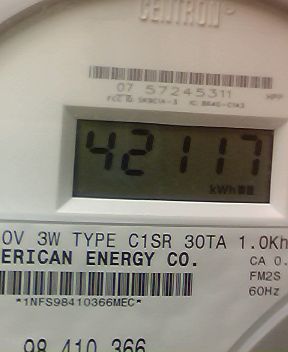 CENTRON
07 57245311
42117
kWh
0V 3W TYPE C1SR 30TA 1.0Kh
ERICAN ENERGY CO.
CA 0.
FM2S
*1NFS98410366MEC*
60Hz
98 410 366